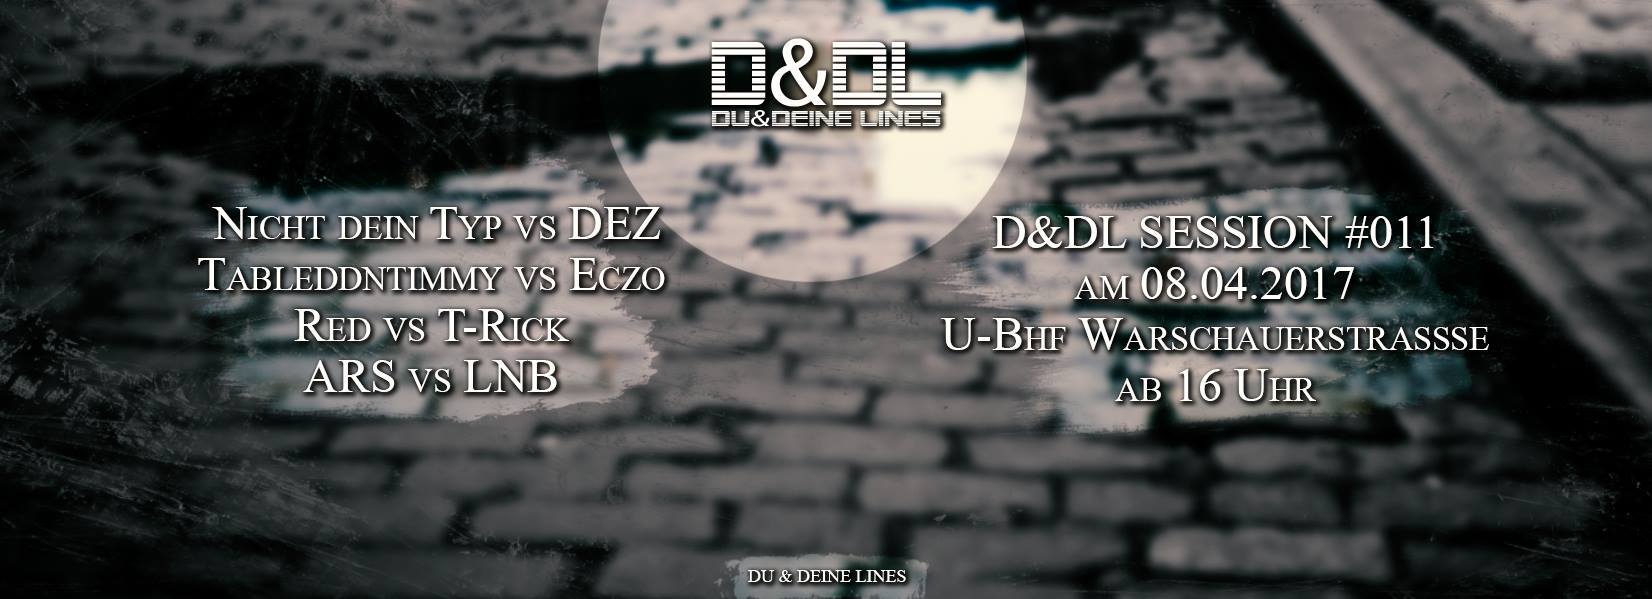 D&DL
DU&DEINE LINES
Nicht dein Typ vs DEZ
Tableddntimmy vs Eczo
Red vs T-Rick
ARS vs LNB
D&DL SESSION #011
am 08.04.2017
U-Bhf Warschauerstrassse
ab 16 Uhr
DU & DEINE LINES